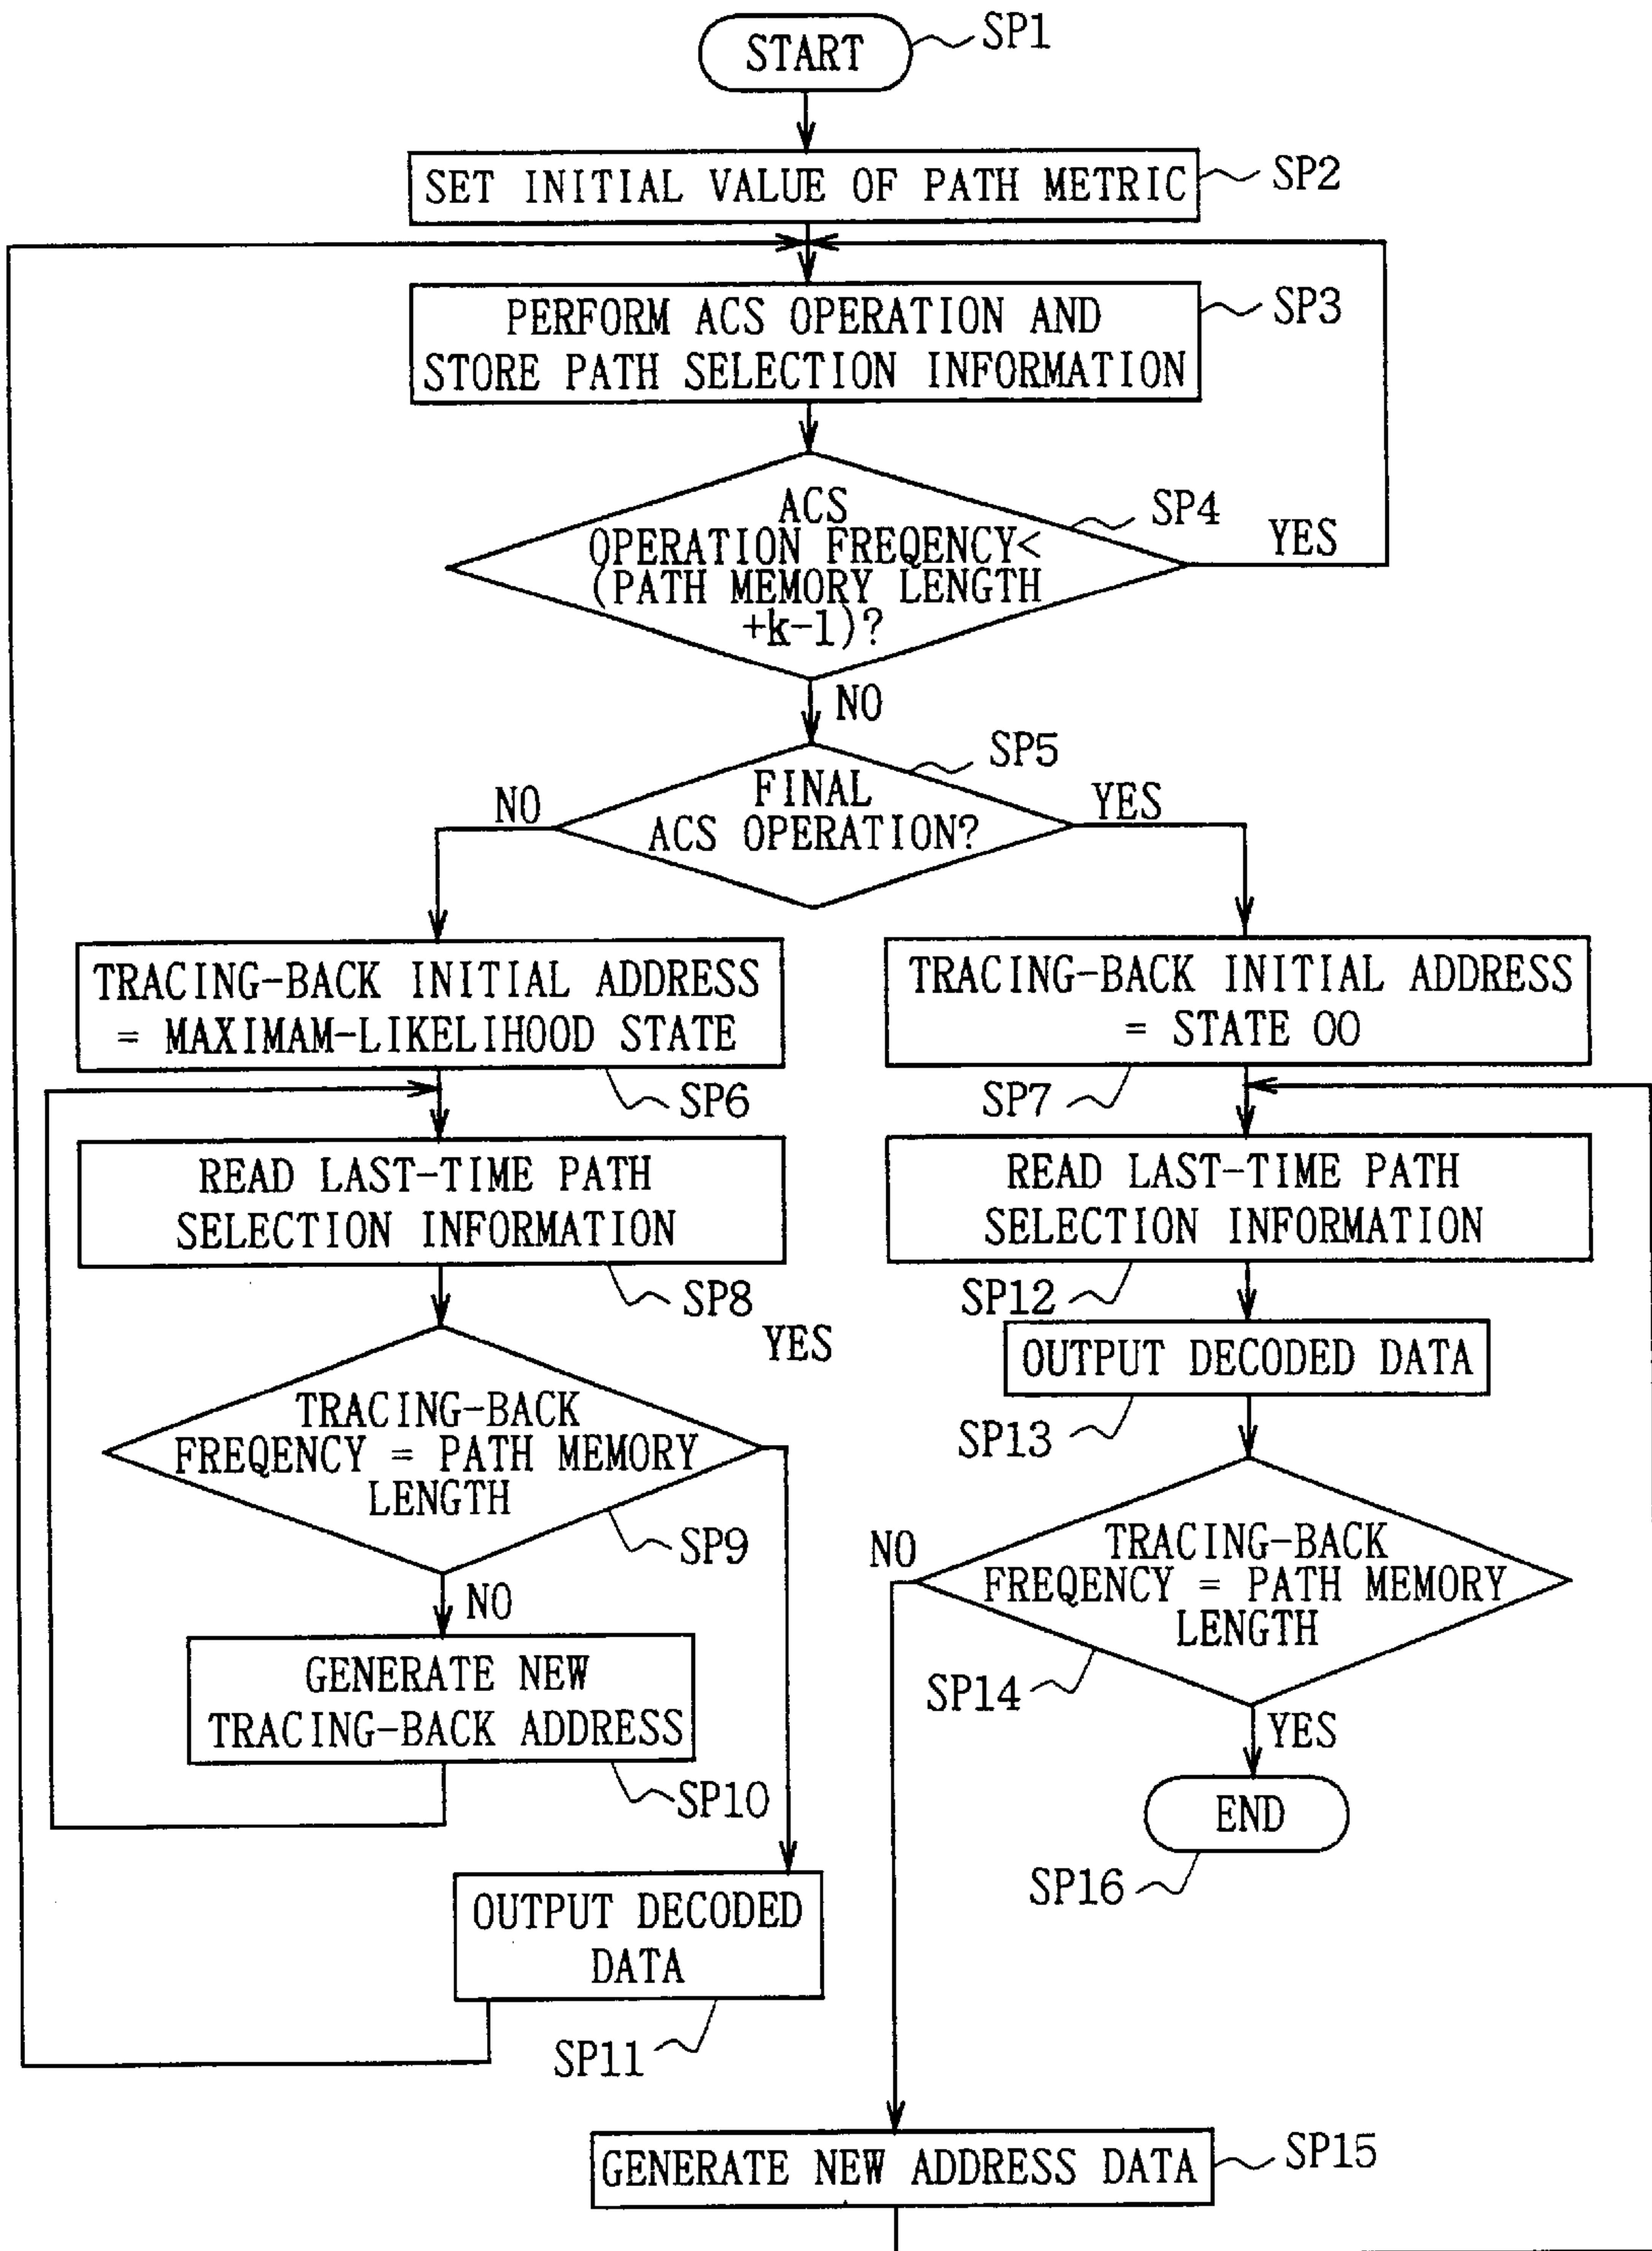 START
SP1
SET INITIAL VALUE OF PATH METRIC
SP2
PERFORM ACS OPERATION AND
STORE PATH SELECTION INFORMATION
SP3
ACS
OPERATION FREQENCY<
(PATH MEMORY LENGTH
+k-1)?
SP4
YES
NO
SP5
FINAL
ACS OPERATION?
NO
YES
TRACING-BACK INITIAL ADDRESS
= MAXIMAM-LIKELIHOOD STATE
SP6
TRACING-BACK INITIAL ADDRESS
= STATE 00
SP7
READ LAST-TIME PATH
SELECTION INFORMATION
SP8
READ LAST-TIME PATH
SELECTION INFORMATION
SP12
YES
OUTPUT DECODED DATA
SP13
TRACING-BACK
FREQENCY = PATH MEMORY
LENGTH
SP9
NO
NO
TRACING-BACK
FREQENCY = PATH MEMORY
LENGTH
SP14
YES
GENERATE NEW
TRACING-BACK ADDRESS
SP10
END
SP16
OUTPUT DECODED
DATA
SP11
GENERATE NEW ADDRESS DATA
SP15